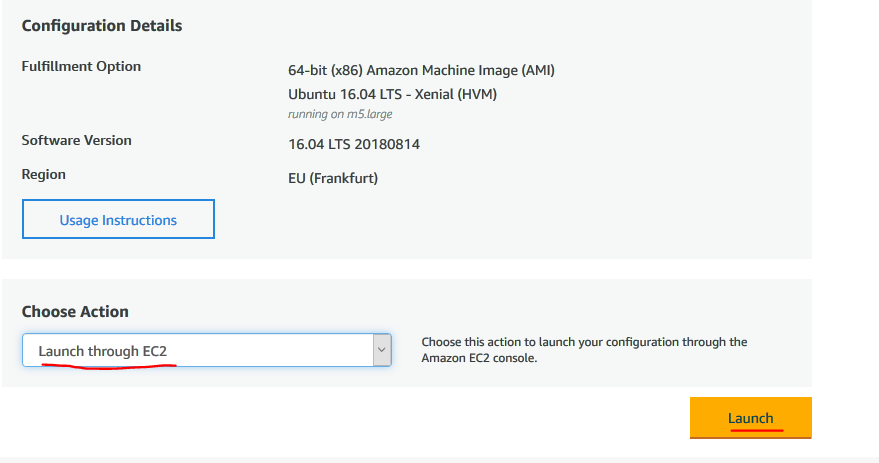 Configuration Details
Fulfillment Option
64-bit (x86) Amazon Machine Image (AMI)
Ubuntu 16.04 LTS - Xenial (HVM)
running on m5.large
Software Version
16.04 LTS 20180814
Region
EU (Frankfurt)
Usage Instructions
Choose Action
Launch through EC2
Choose this action to launch your configuration through the
Amazon EC2 console.
Launch